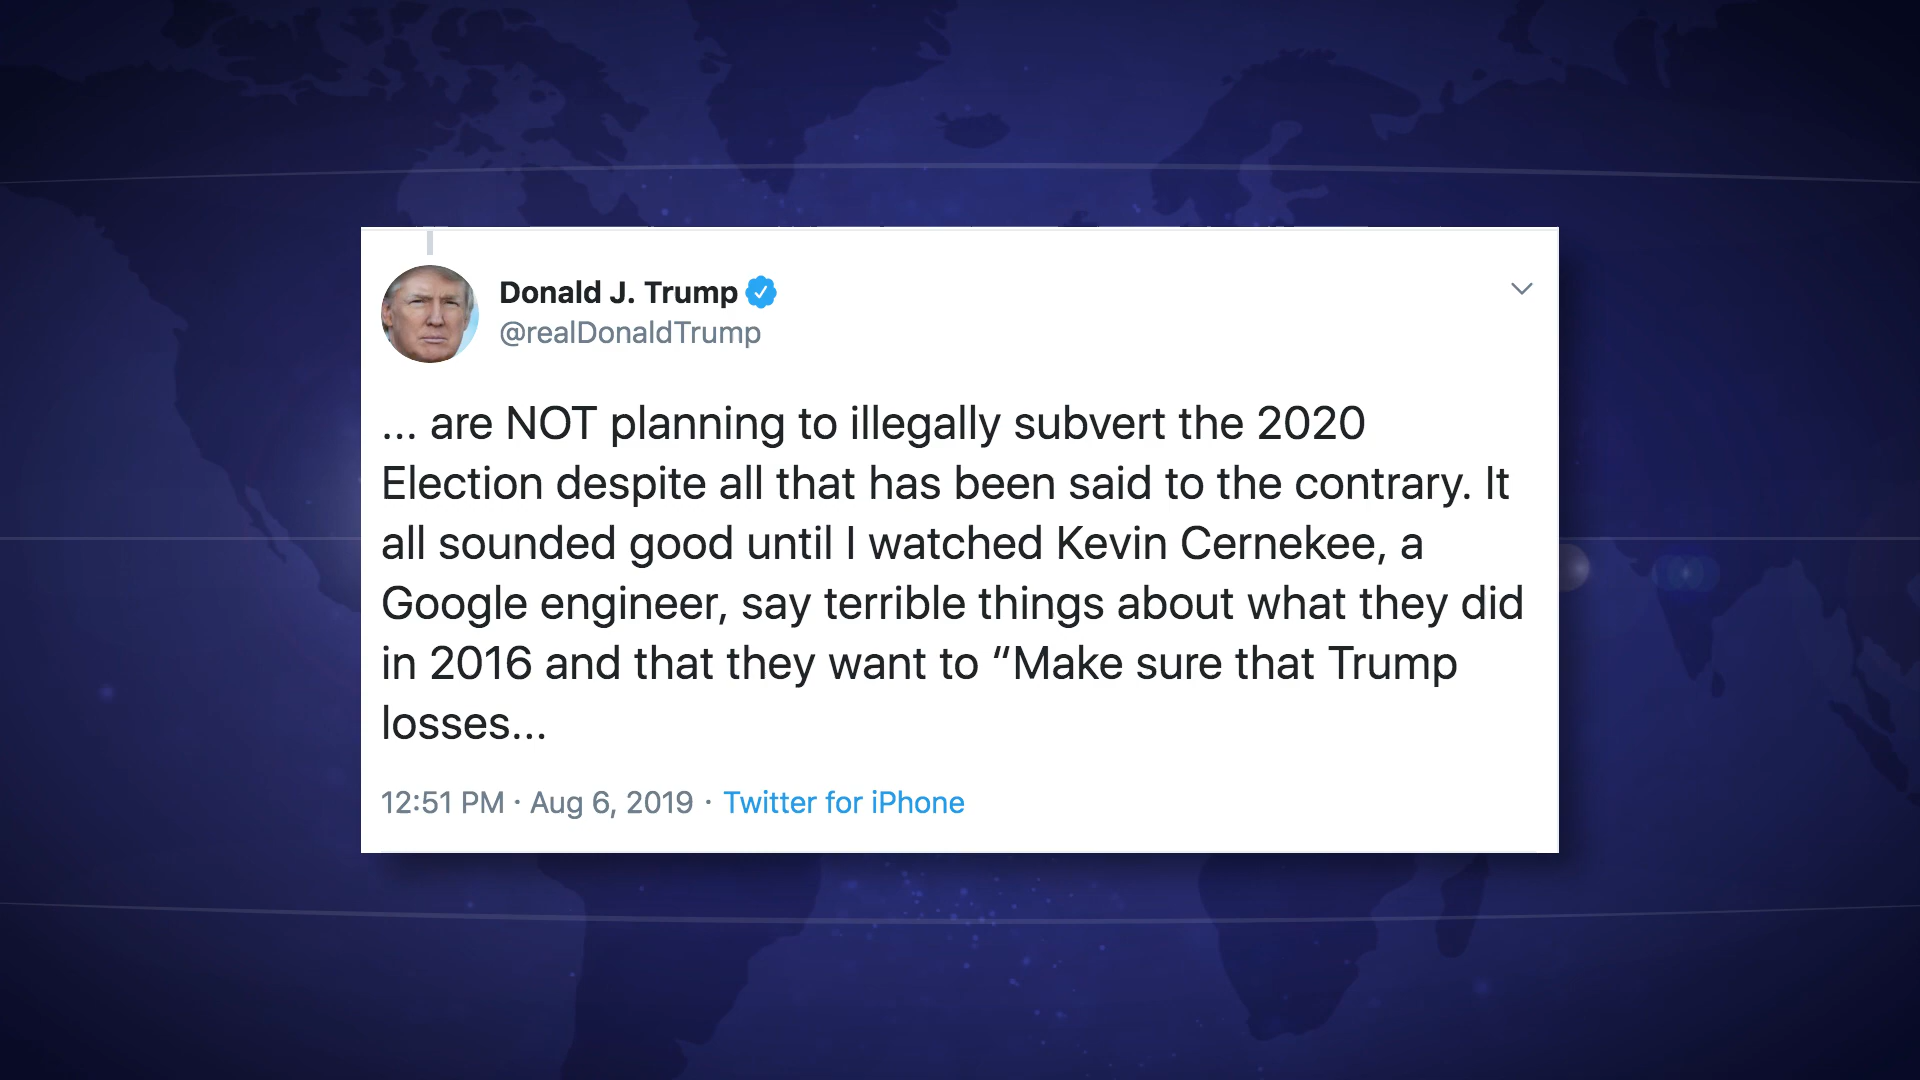 Donald J. Trump
@realDonaldTrump
... are NOT planning to illegally subvert the 2020
Election despite all that has been said to the contrary. It
all sounded good until I watched Kevin Cernekee, a
Google engineer, say terrible things about what they did
in 2016 and that they want to “Make sure that Trump
losses...
12:51 PM · Aug 6, 2019 · Twitter for iPhone